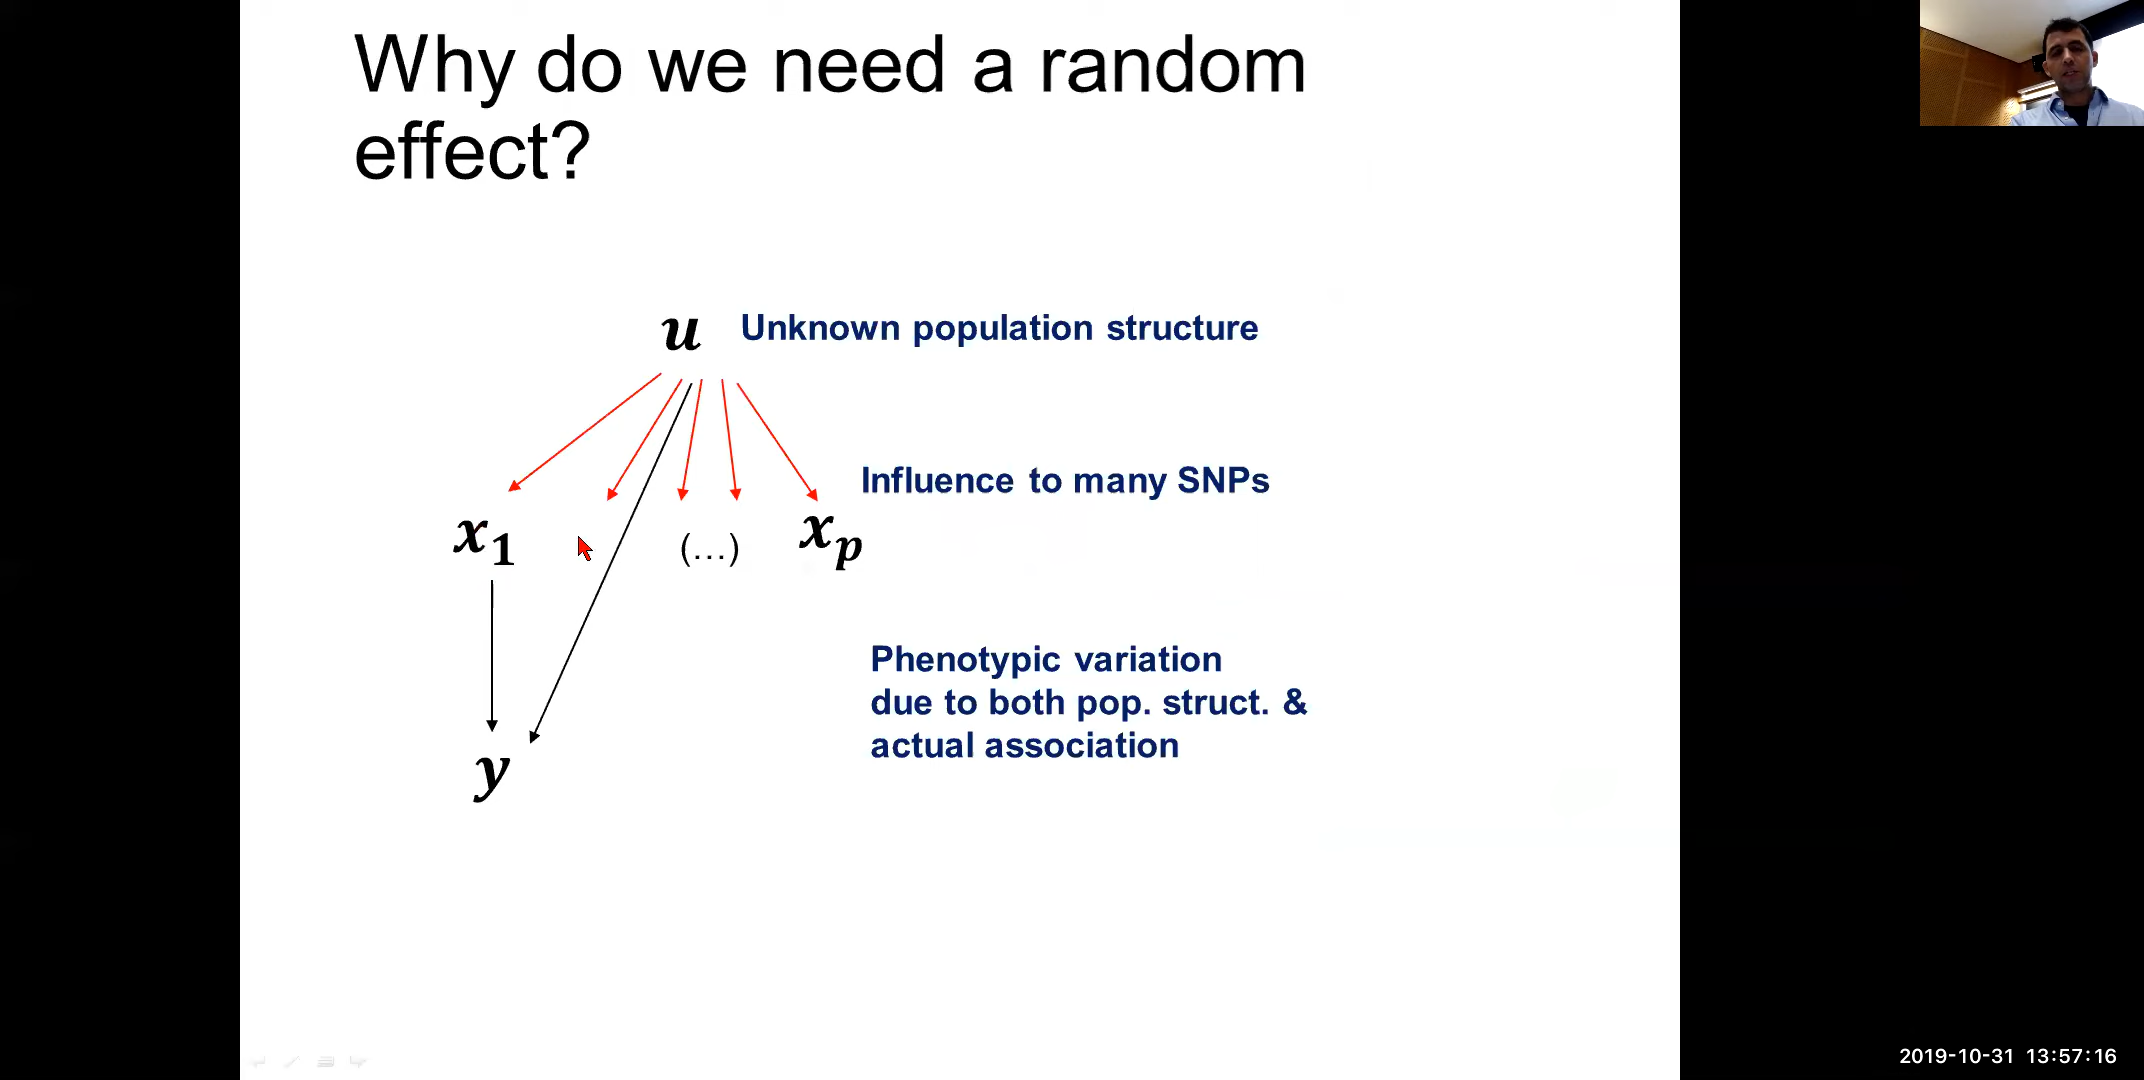 Why do we need a random
effect?
u Unknown population structure
Influence to many SNPs
x₁ (...) xₚ
Phenotypic variation
due to both pop. struct. &
actual association
y
2019-10-31 13:57:16